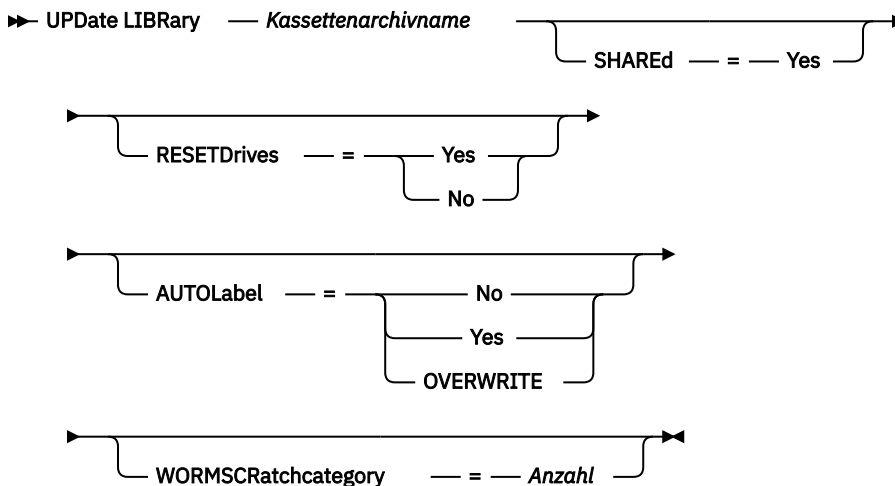 UPDate LIBRary Kassettenarchivname
SHAREd = Yes
RESETDrives = Yes
No
AUTOLabel = No
Yes
OVERWRITE
WORMSCRatchcategory = Anzahl